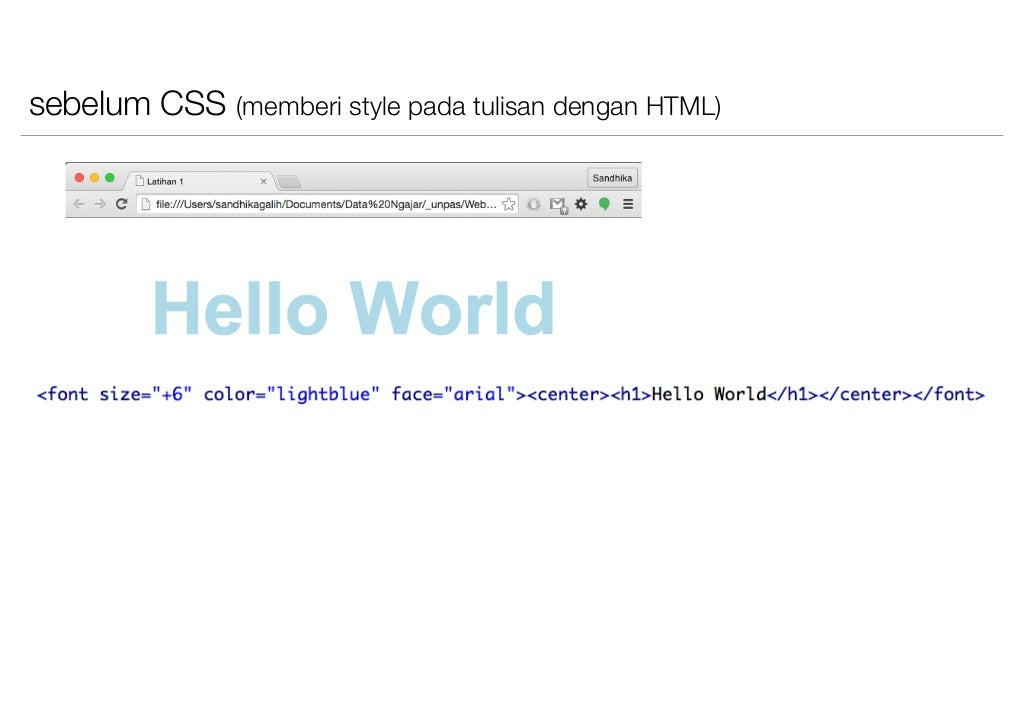 sebelum CSS (memberi style pada tulisan dengan HTML)
Latihan 1
Sandhika
file:///Users/sandhikagalih/Documents/Data%20Ngajar/_unpas/Web...
Hello World
<font size="+6" color="lightblue" face="arial"><center><h1>Hello World</h1></center></font>